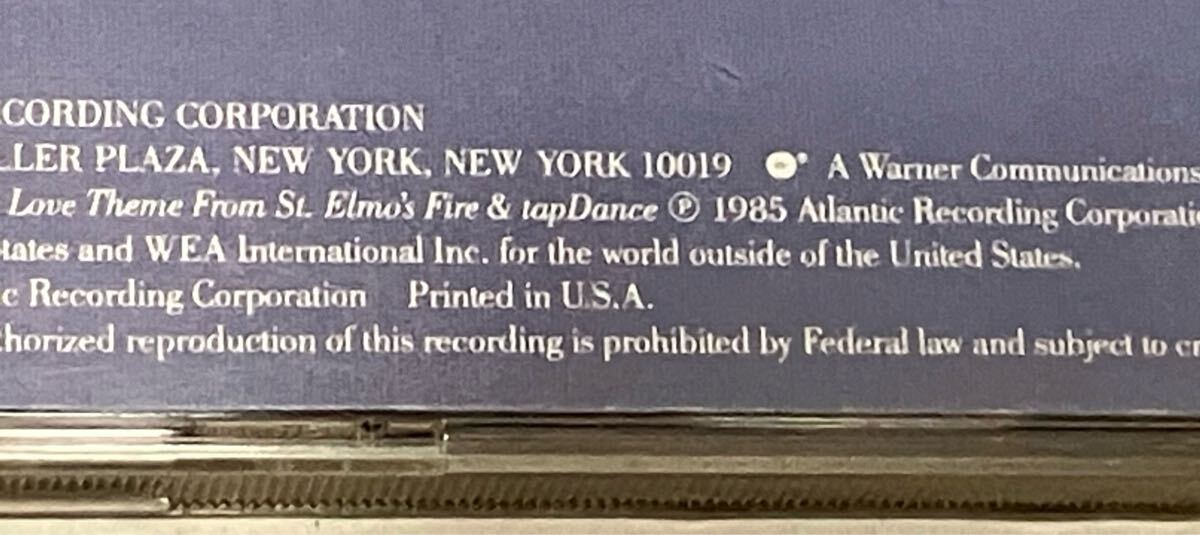 CORDING CORPORATION
LLER PLAZA, NEW YORK, NEW YORK 10019 ® A Warner Communications
Love Theme From St. Elmo's Fire & tapDance ℗ 1985 Atlantic Recording Corporati
tates and WEA International Inc. for the world outside of the United States.
c Recording Corporation Printed in U.S.A.
horized reproduction of this recording is prohibited by Federal law and subject to cr